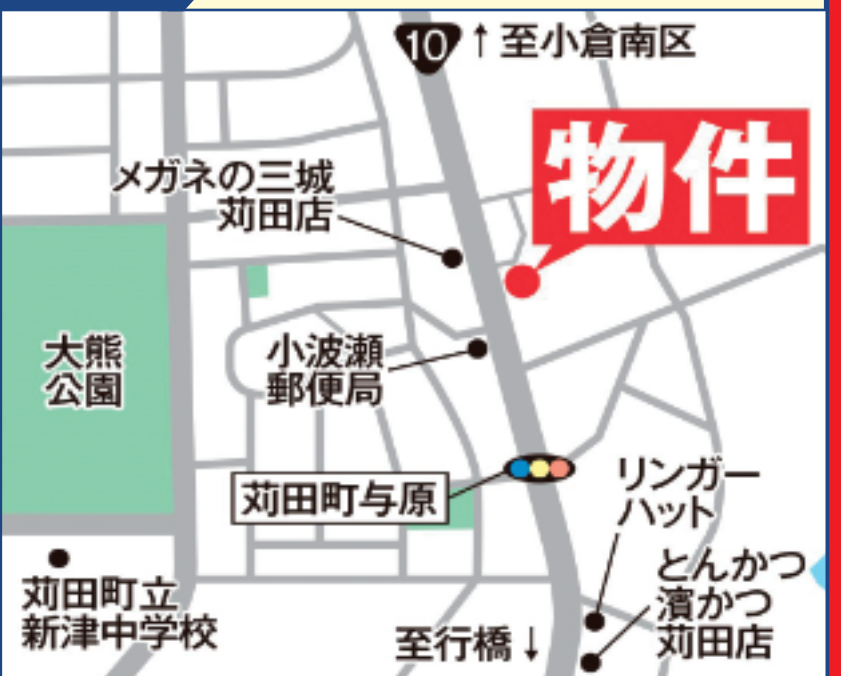 10
↑至小倉南区
物件
メガネの三城
苅田店
大熊
公園
小波瀬
郵便局
苅田町与原
リンガー
ハット
とんかつ
濵かつ
苅田店
苅田町立
新津中学校
至行橋↓